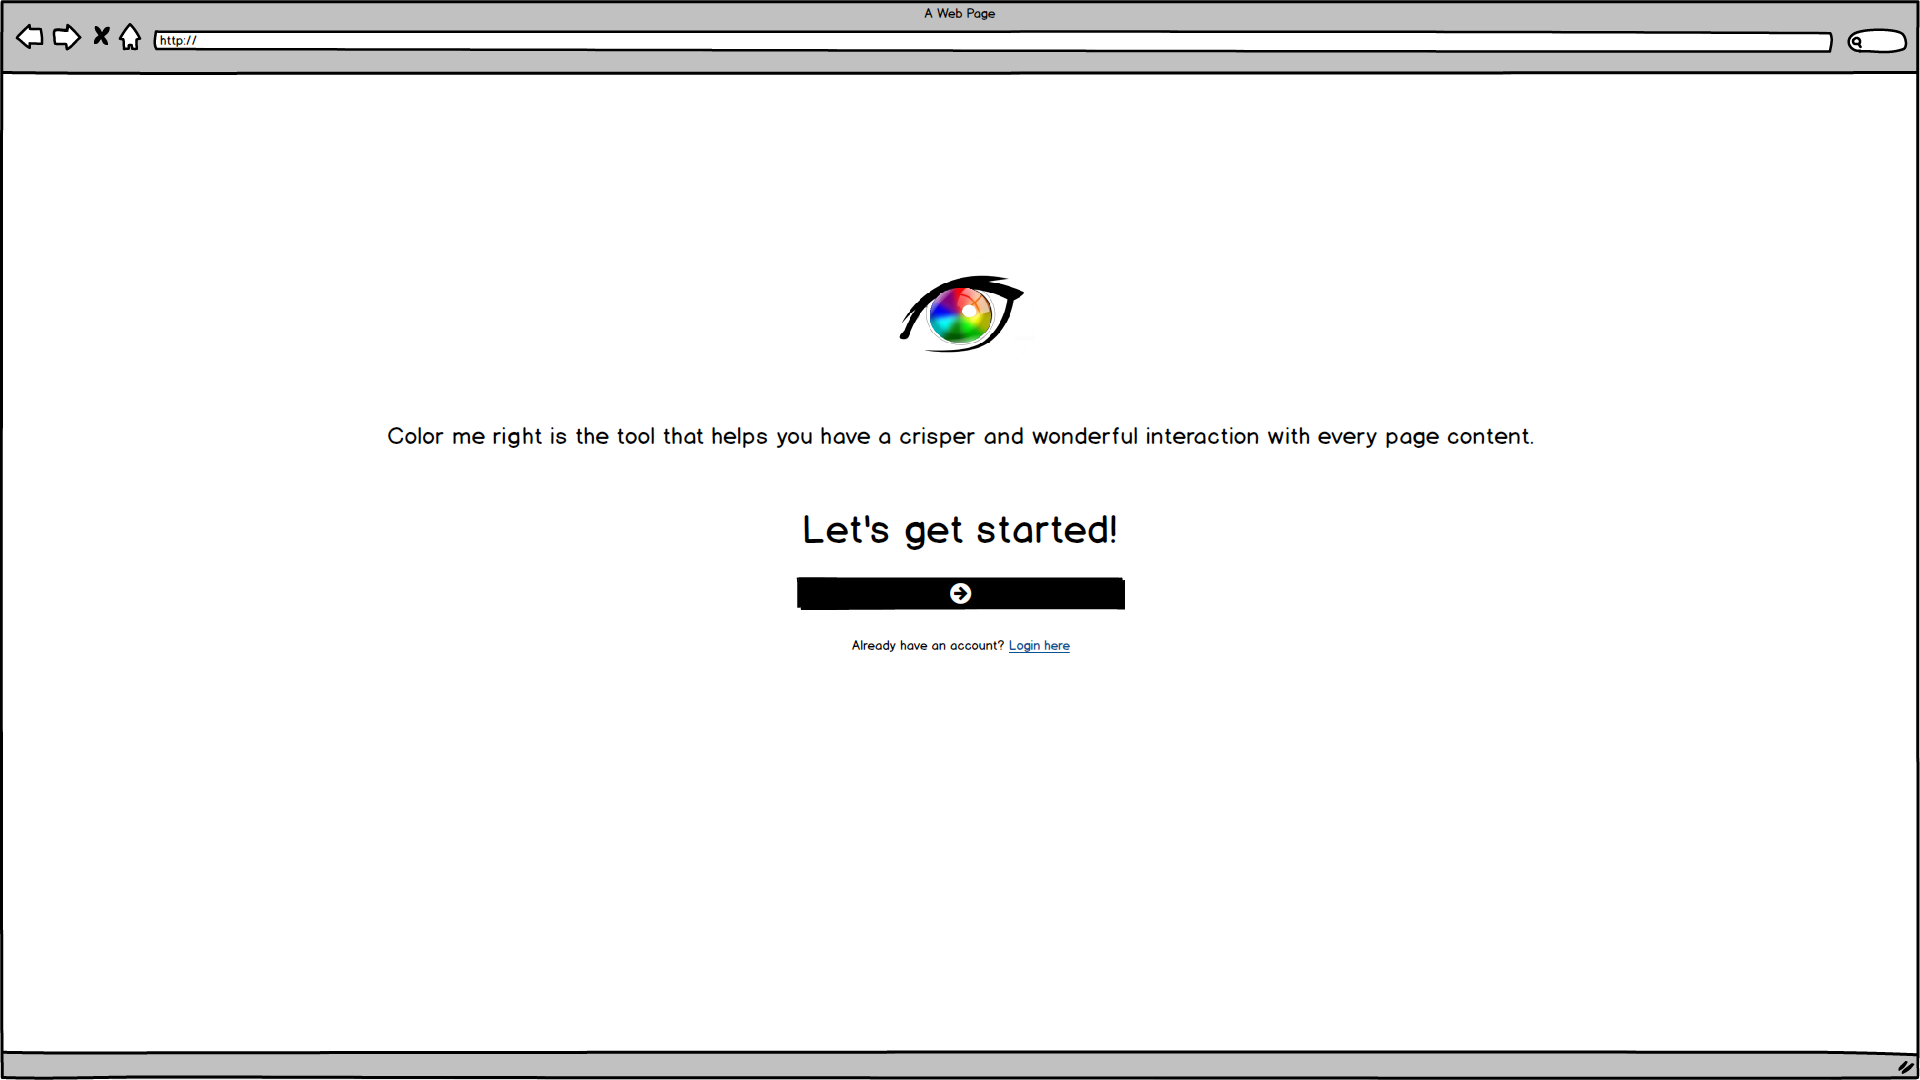 A Web Page
http://
Color me right is the tool that helps you have a crisper and wonderful interaction with every page content.
Let's get started!
Already have an account? Login here